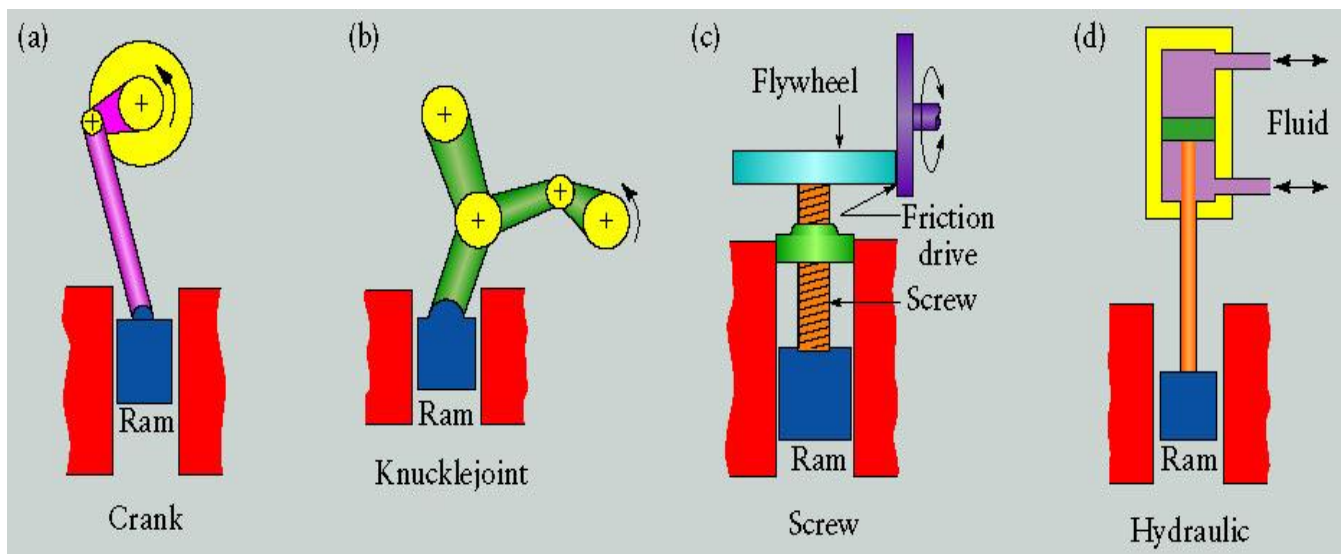 (a)
Ram
Crank
(b)
Ram
Knucklejoint
(c)
Flywheel
Friction
drive
Screw
Ram
Screw
(d)
Fluid
Ram
Hydraulic